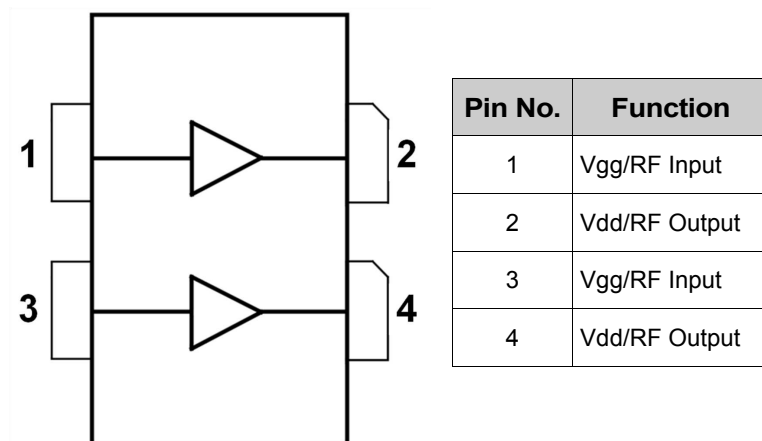 1
2
3
4
Pin No. Function
1 Vgg/RF Input
2 Vdd/RF Output
3 Vgg/RF Input
4 Vdd/RF Output